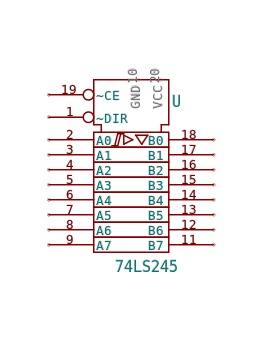 GND 10
VCC 20
19 ~CE
U
1 ~DIR
2 A0 B0 18
3 A1 B1 17
4 A2 B2 16
5 A3 B3 15
6 A4 B4 14
7 A5 B5 13
8 A6 B6 12
9 A7 B7 11
74LS245